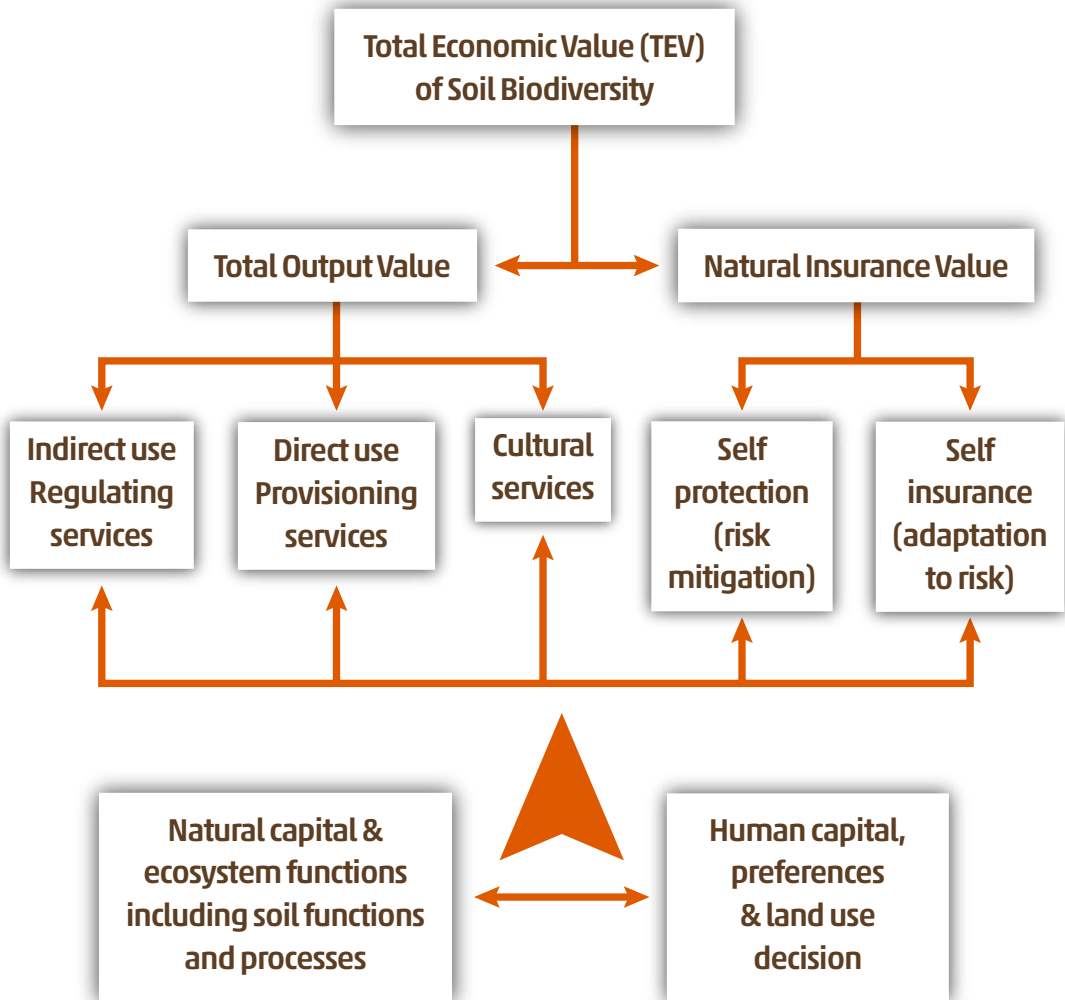 Total Economic Value (TEV)
of Soil Biodiversity
Total Output Value
Natural Insurance Value
Indirect use
Regulating
services
Direct use
Provisioning
services
Cultural
services
Self
protection
(risk
mitigation)
Self
insurance
(adaptation
to risk)
Natural capital &
ecosystem functions
including soil functions
and processes
Human capital,
preferences
& land use
decision